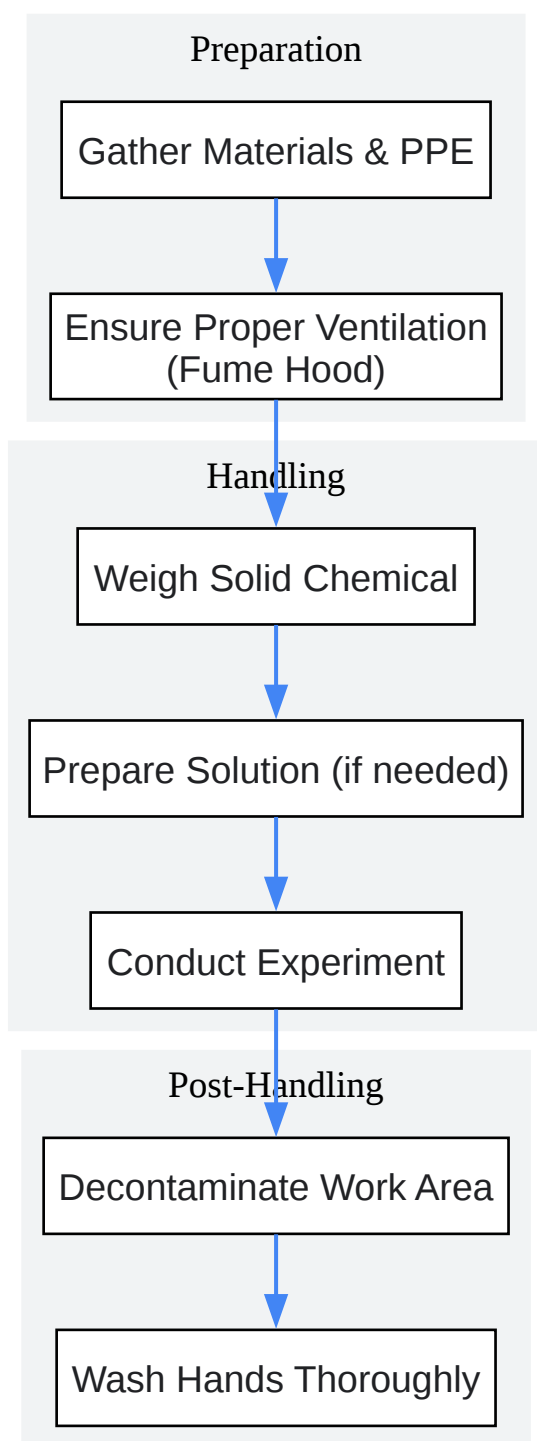 Preparation
Gather Materials & PPE
Ensure Proper Ventilation
(Fume Hood)
Handling
Weigh Solid Chemical
Prepare Solution (if needed)
Conduct Experiment
Post-Handling
Decontaminate Work Area
Wash Hands Thoroughly